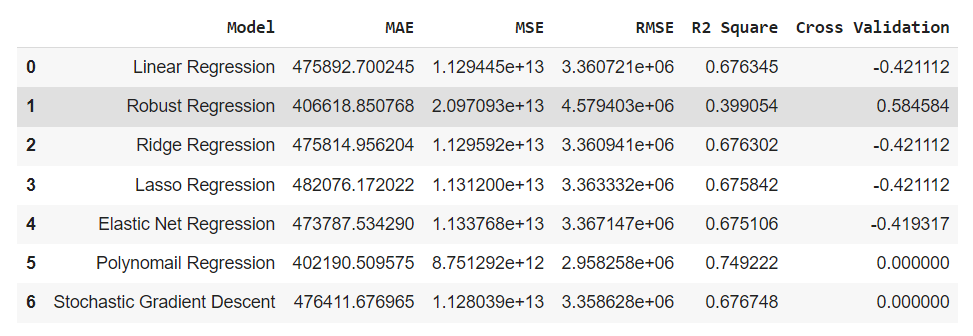 Model MAE MSE RMSE R2 Square Cross Validation
0 Linear Regression 475892.700245 1.129445e+13 3.360721e+06 0.676345 -0.421112
1 Robust Regression 406618.850768 2.097093e+13 4.579403e+06 0.399054 0.584584
2 Ridge Regression 475814.956204 1.129592e+13 3.360941e+06 0.676302 -0.421112
3 Lasso Regression 482076.172022 1.131200e+13 3.363332e+06 0.675842 -0.421112
4 Elastic Net Regression 473787.534290 1.133768e+13 3.367147e+06 0.675106 -0.419317
5 Polynomail Regression 402190.509575 8.751292e+12 2.958258e+06 0.749222 0.000000
6 Stochastic Gradient Descent 476411.676965 1.128039e+13 3.358628e+06 0.676748 0.000000